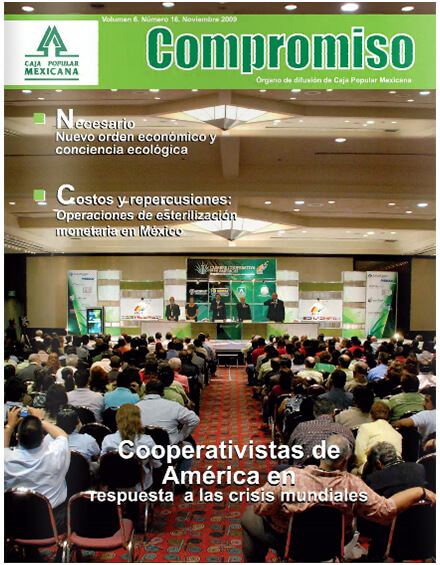 Volumen 6. Número 16. Noviembre 2009
CAJA POPULAR
MEXICANA
Compromiso
Órgano de difusión de Caja Popular Mexicana
Necesario
Nuevo orden económico y
conciencia ecológica
Costos y repercusiones:
Operaciones de esterilización
monetaria en México
Cooperativistas de
América en
respuesta a las crisis mundiales